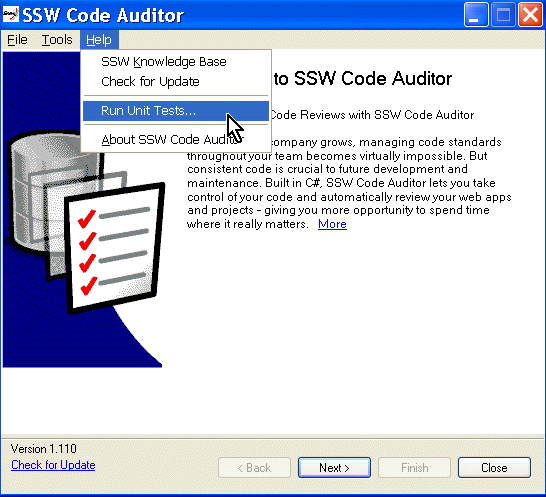 SSW Code Auditor
File Tools Help
SSW Knowledge Base
Check for Update
Run Unit Tests...
About SSW Code Audit
to SSW Code Auditor
Code Reviews with SSW Code Auditor
company grows, managing code standards
throughout your team becomes virtually impossible. But
consistent code is crucial to future development and
maintenance. Built in C#, SSW Code Auditor lets you take
control of your code and automatically review your web apps
and projects - giving you more opportunity to spend time
where it really matters. More
Version 1.110
Check for Update
< Back Next > Finish Close